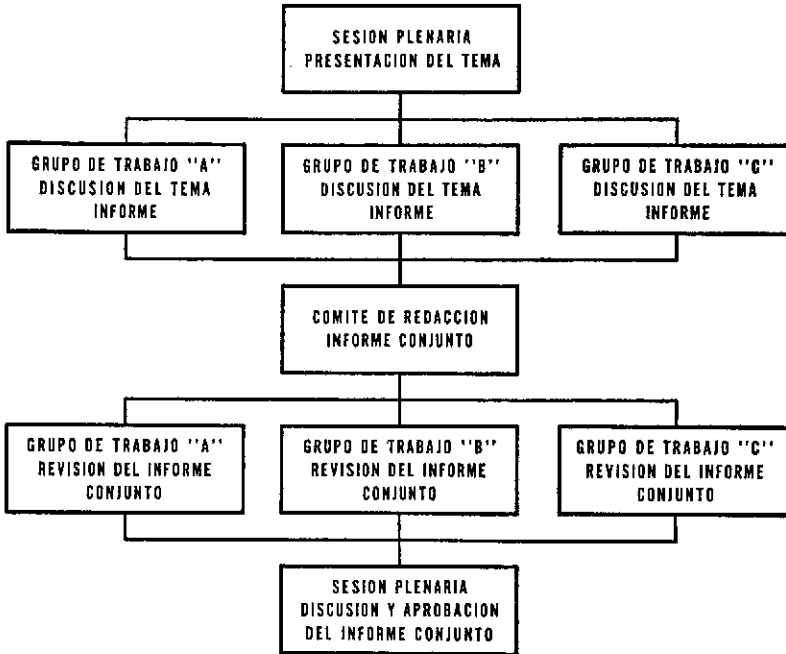 SESION PLENARIA
PRESENTACION DEL TEMA
GRUPO DE TRABAJO "A"
DISCUSION DEL TEMA
INFORME
GRUPO DE TRABAJO "B"
DISCUSION DEL TEMA
INFORME
GRUPO DE TRABAJO "C"
DISCUSION DEL TEMA
INFORME
COMITE DE REDACCION
INFORME CONJUNTO
GRUPO DE TRABAJO "A"
REVISION DEL INFORME
CONJUNTO
GRUPO DE TRABAJO "B"
REVISION DEL INFORME
CONJUNTO
GRUPO DE TRABAJO "C"
REVISION DEL INFORME
CONJUNTO
SESION PLENARIA
DISCUSION Y APROBACION
DEL INFORME CONJUNTO